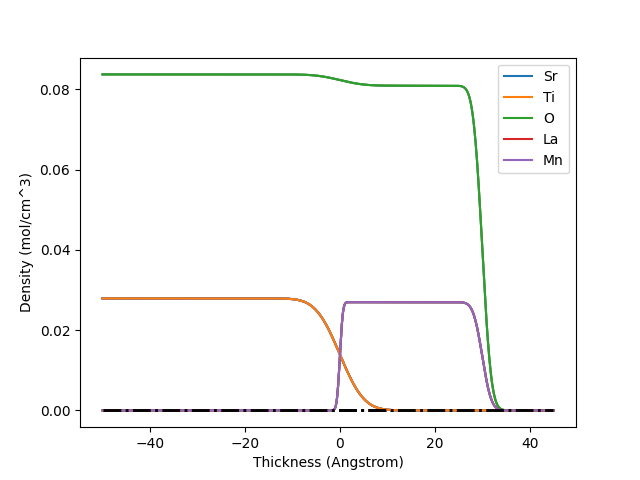 Sr
Ti
O
La
Mn
0.08
0.06
0.04
0.02
0.00
Density (mol/cm^3)
−40
−20
0
20
40
Thickness (Angstrom)